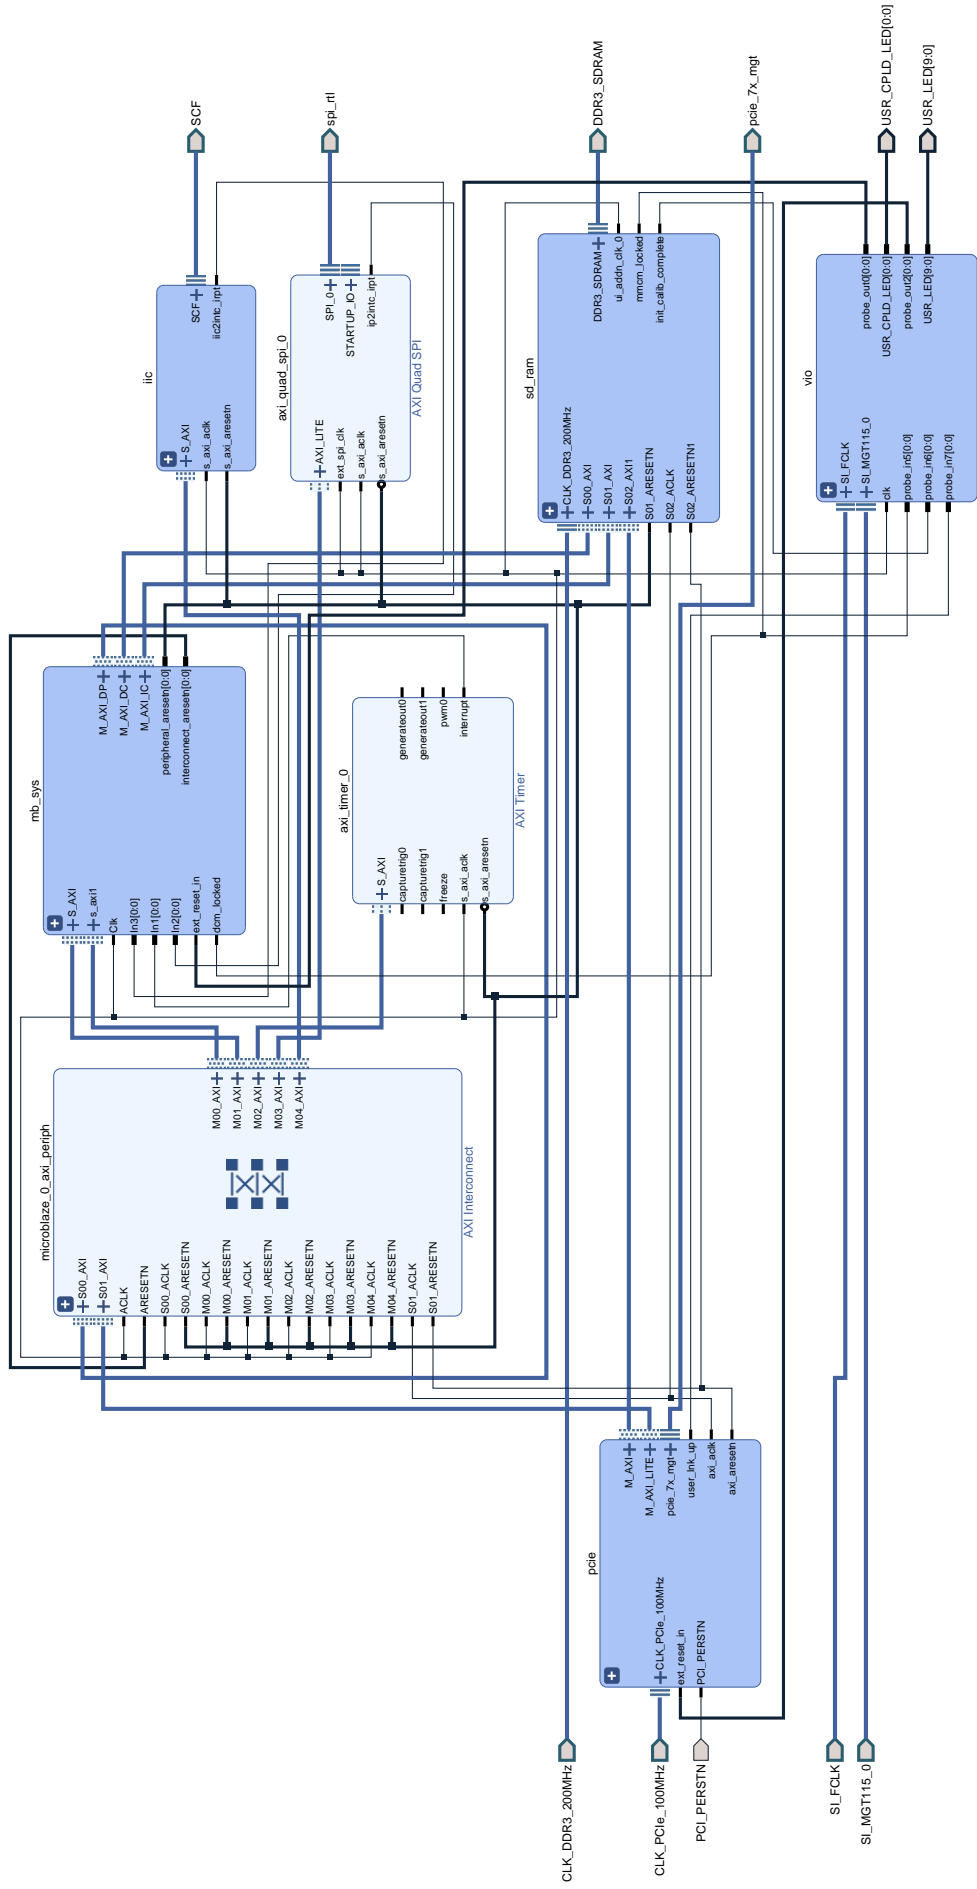 CLK_DDR3_200MHz
CLK_PCIe_100MHz
PCI_PERSTN
SI_FCLK
SI_MGT115_0
pcie
CLK_PCIe_100MHz
ext_reset_in
PCI_PERSTN
M_AXI
M_AXI_LITE
pcie_7x_mgt
user_lnk_up
axi_aclk
axi_aresetn
microblaze_0_axi_periph
S00_AXI
S01_AXI
ACLK
ARESETN
S00_ACLK
S00_ARESETN
M00_ACLK
M00_ARESETN
M01_ACLK
M01_ARESETN
M02_ACLK
M02_ARESETN
M03_ACLK
M03_ARESETN
M04_ACLK
M04_ARESETN
S01_ACLK
S01_ARESETN
M00_AXI
M01_AXI
M02_AXI
M03_AXI
M04_AXI
AXI Interconnect
mb_sys
S_AXI
s_axi1
Clk
In3[0:0]
In1[0:0]
In2[0:0]
ext_reset_in
dcm_locked
M_AXI_DP
M_AXI_DC
M_AXI_IC
peripheral_aresetn[0:0]
interconnect_aresetn[0:0]
axi_timer_0
S_AXI
capturetrig0
capturetrig1
freeze
s_axi_aclk
s_axi_aresetn
generateout0
generateout1
pwm0
interrupt
AXI Timer
iic
S_AXI
s_axi_aclk
s_axi_aresetn
SCF
iic2intc_irpt
axi_quad_spi_0
AXI_LITE
ext_spi_clk
s_axi_aclk
s_axi_aresetn
SPI_0
STARTUP_IO
ip2intc_irpt
AXI Quad SPI
sd_ram
CLK_DDR3_200MHz
S00_AXI
S01_AXI
S02_AXI1
S01_ARESETN
S02_ACLK
S02_ARESETN1
DDR3_SDRAM
ui_addn_clk_0
mmcm_locked
init_calib_complete
vio
SI_FCLK
SI_MGT115_0
clk
probe_in5[0:0]
probe_in6[0:0]
probe_in7[0:0]
probe_out0[0:0]
USR_CPLD_LED[0:0]
probe_out2[0:0]
USR_LED[9:0]
SCF
spi_rtl
DDR3_SDRAM
pcie_7x_mgt
USR_CPLD_LED[0:0]
USR_LED[9:0]